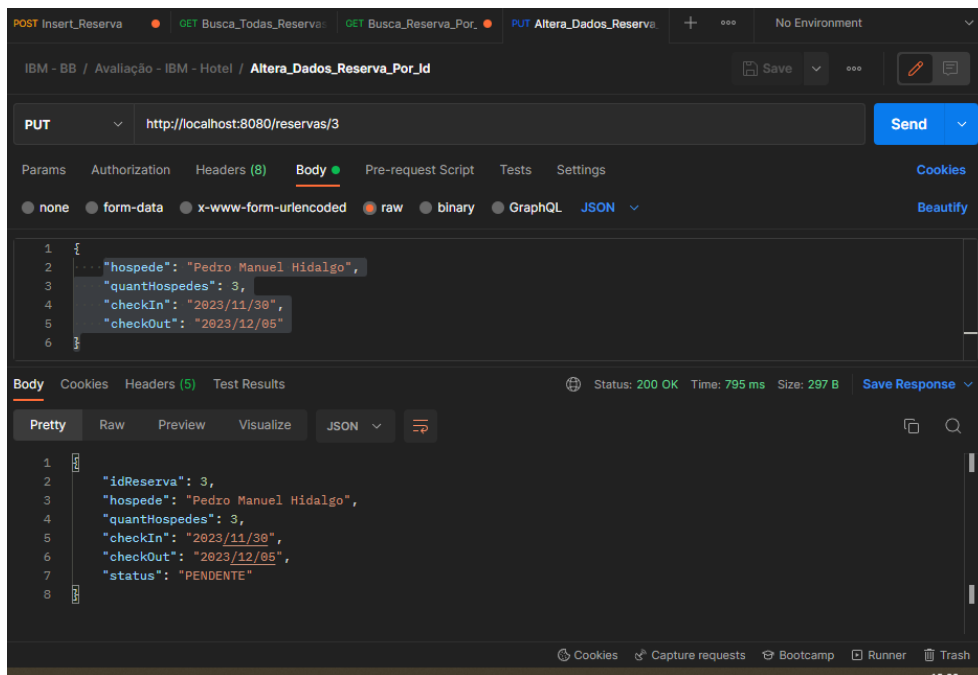 POST Insert_Reserva GET Busca_Todas_Reservas GET Busca_Reserva_Por_ PUT Altera_Dados_Reserva_ No Environment
IBM - BB / Avaliação - IBM - Hotel / Altera_Dados_Reserva_Por_Id Save
PUT http://localhost:8080/reservas/3 Send
Params Authorization Headers (8) Body Pre-request Script Tests Settings Cookies
none form-data x-www-form-urlencoded raw binary GraphQL JSON Beautify
1 {
2 "hospede": "Pedro Manuel Hidalgo",
3 "quantHospedes": 3,
4 "checkIn": "2023/11/30",
5 "checkOut": "2023/12/05"
6 }
Body Cookies Headers (5) Test Results Status: 200 OK Time: 795 ms Size: 297 B Save Response
Pretty Raw Preview Visualize JSON
1 {
2 "idReserva": 3,
3 "hospede": "Pedro Manuel Hidalgo",
4 "quantHospedes": 3,
5 "checkIn": "2023/11/30",
6 "checkOut": "2023/12/05",
7 "status": "PENDENTE"
8 }
Cookies Capture requests Bootcamp Runner Trash